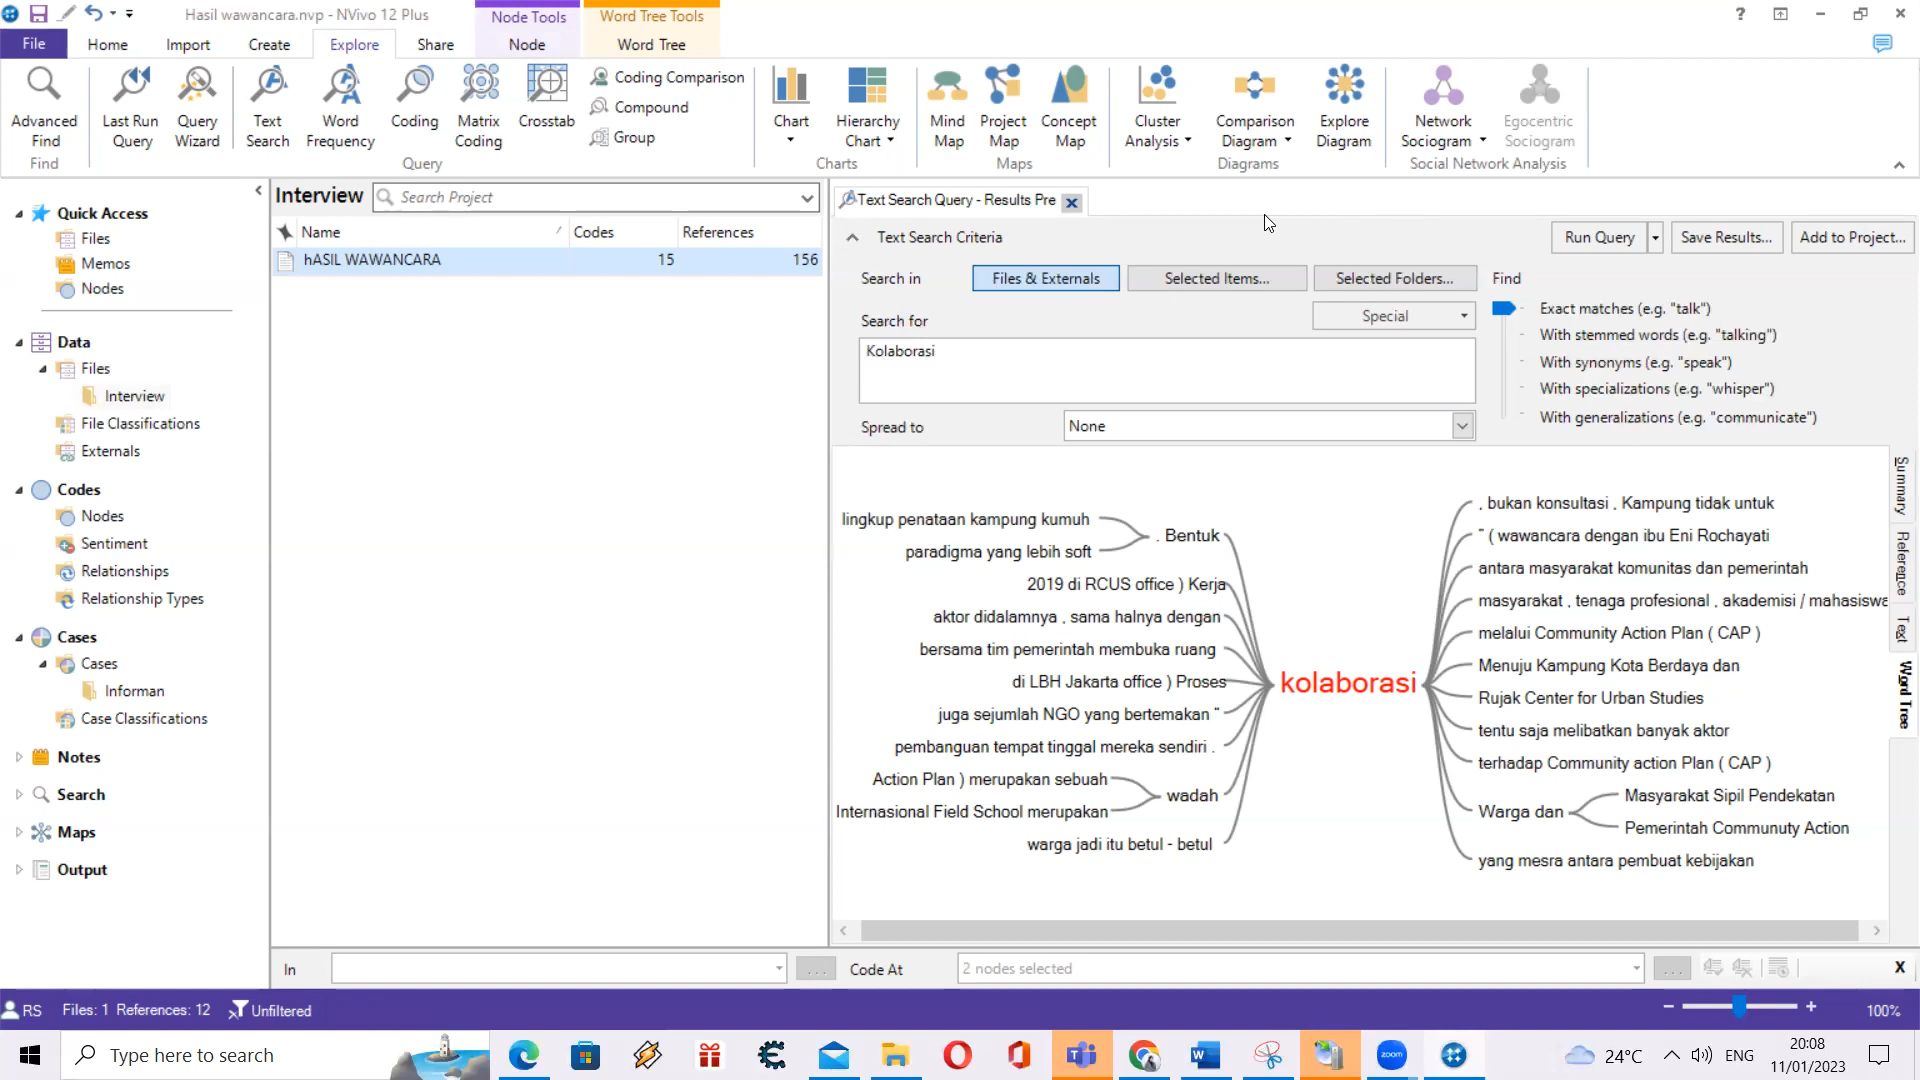 Hasil wawancara.nvp - NVivo 12 Plus
Node Tools
Word Tree Tools
File
Home
Import
Create
Explore
Share
Node
Word Tree
Advanced Find
Last Run Query
Query Wizard
Text Search
Word Frequency
Coding
Matrix Coding
Crosstab
Coding Comparison
Compound
Group
Chart
Hierarchy Chart
Mind Map
Project Map
Concept Map
Cluster Analysis
Comparison Diagram
Explore Diagram
Network Sociogram
Egocentric Sociogram
Find
Query
Charts
Maps
Diagrams
Social Network Analysis
Quick Access
Files
Memos
Nodes
Data
Files
Interview
File Classifications
Externals
Codes
Nodes
Sentiment
Relationships
Relationship Types
Cases
Cases
Informan
Case Classifications
Notes
Search
Maps
Output
Interview
Search Project
Name
Codes
References
hASIL WAWANCARA
15
156
Text Search Query - Results Pre
Text Search Criteria
Run Query
Save Results...
Add to Project...
Search in
Files & Externals
Selected Items...
Selected Folders...
Find
Search for
Special
Kolaborasi
Exact matches (e.g. "talk")
With stemmed words (e.g. "talking")
With synonyms (e.g. "speak")
With specializations (e.g. "whisper")
With generalizations (e.g. "communicate")
Spread to
None
lingkup penataan kampung kumuh
paradigma yang lebih soft
. Bentuk
2019 di RCUS office ) Kerja
aktor didalamnya , sama halnya dengan
bersama tim pemerintah membuka ruang
di LBH Jakarta office ) Proses
juga sejumlah NGO yang bertemakan "
pembanguan tempat tinggal mereka sendiri .
Action Plan ) merupakan sebuah
Internasional Field School merupakan
wadah
warga jadi itu betul - betul
kolaborasi
, bukan konsultasi , Kampung tidak untuk
" ( wawancara dengan ibu Eni Rochayati
antara masyarakat komunitas dan pemerintah
masyarakat , tenaga profesional , akademisi / mahasiswa
melalui Community Action Plan ( CAP )
Menuju Kampung Kota Berdaya dan
Rujak Center for Urban Studies
tentu saja melibatkan banyak aktor
terhadap Community action Plan ( CAP )
Warga dan
Masyarakat Sipil Pendekatan
Pemerintah Communuty Action
yang mesra antara pembuat kebijakan
Summary
Reference
Text
Word Tree
In
...
Code At
2 nodes selected
...
X
RS
Files: 1
References: 12
Unfiltered
100%
Type here to search
zoom
24°C
ENG
20:08
11/01/2023